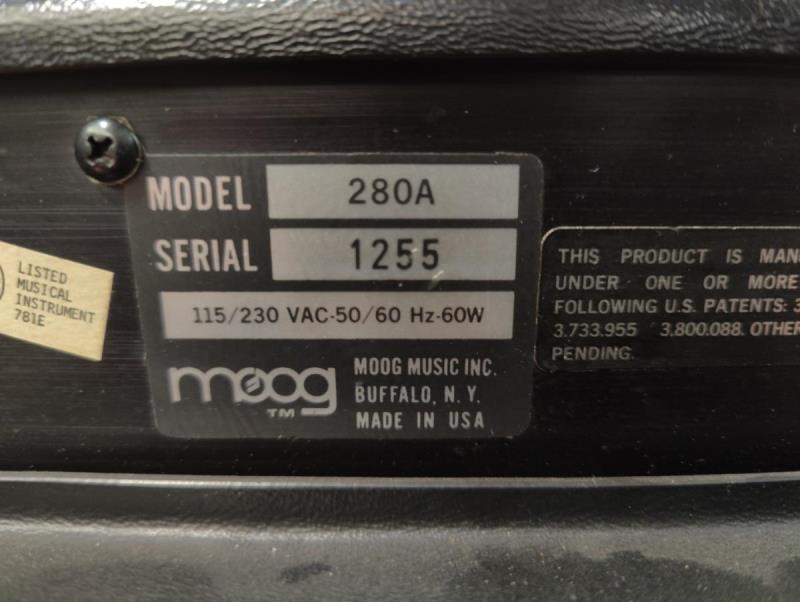 MODEL 280A
SERIAL 1255
115/230 VAC-50/60 Hz-60W
moog
TM
MOOG MUSIC INC.
BUFFALO, N. Y.
MADE IN USA
LISTED
MUSICAL
INSTRUMENT
781E
THIS PRODUCT IS
UNDER ONE OR MORE
FOLLOWING U.S. PATENTS:
3,733.955 3,800.088. OTHER
PENDING.